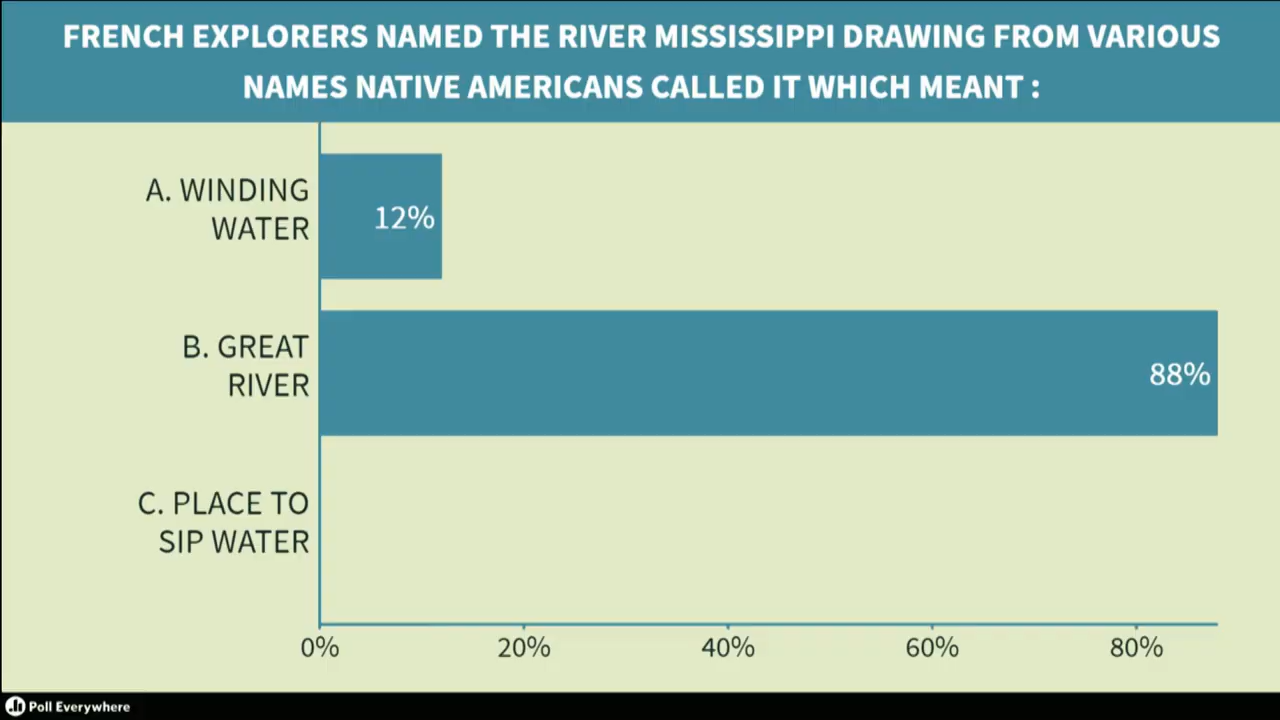 FRENCH EXPLORERS NAMED THE RIVER MISSISSIPPI DRAWING FROM VARIOUS
NAMES NATIVE AMERICANS CALLED IT WHICH MEANT :
A. WINDING
WATER
12%
B. GREAT
RIVER
88%
C. PLACE TO
SIP WATER
0% 20% 40% 60% 80%
Poll Everywhere